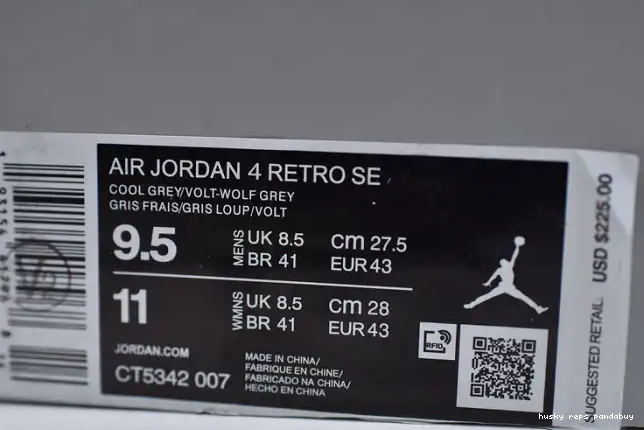 AIR JORDAN 4 RETRO SE
COOL GREY/VOLT-WOLF GREY
GRIS FRAIS/GRIS LOUP/VOLT
9.5
MENS
UK 8.5
cm 27.5
BR 41
EUR 43
11
WMNS
UK 8.5
cm 28
BR 41
EUR 43
JORDAN.COM
CT5342 007
MADE IN CHINA/
FABRIQUE EN CHINE/
FABRICADO NA CHINA/
HECHO EN CHINA
RFID
SUGGESTED RETAIL: USD $225.00
husky reps pandabuy